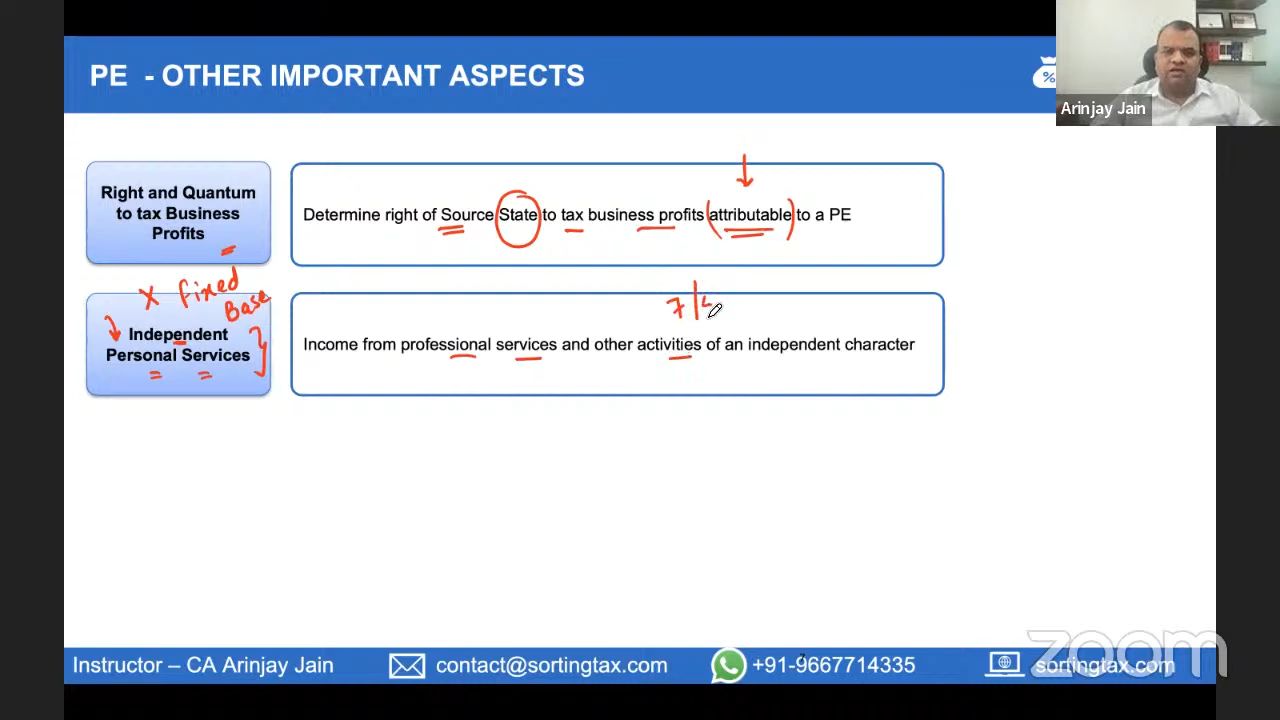 PE - OTHER IMPORTANT ASPECTS
%
Arinjay Jain
Right and Quantum
to tax Business
Profits
Determine right of Source State to tax business profits attributable to a PE
x Fixed
Base
Independent
Personal Services
7/
Income from professional services and other activities of an independent character
Instructor – CA Arinjay Jain
contact@sortingtax.com
+91-9667714335
sortingtax.com
zoom